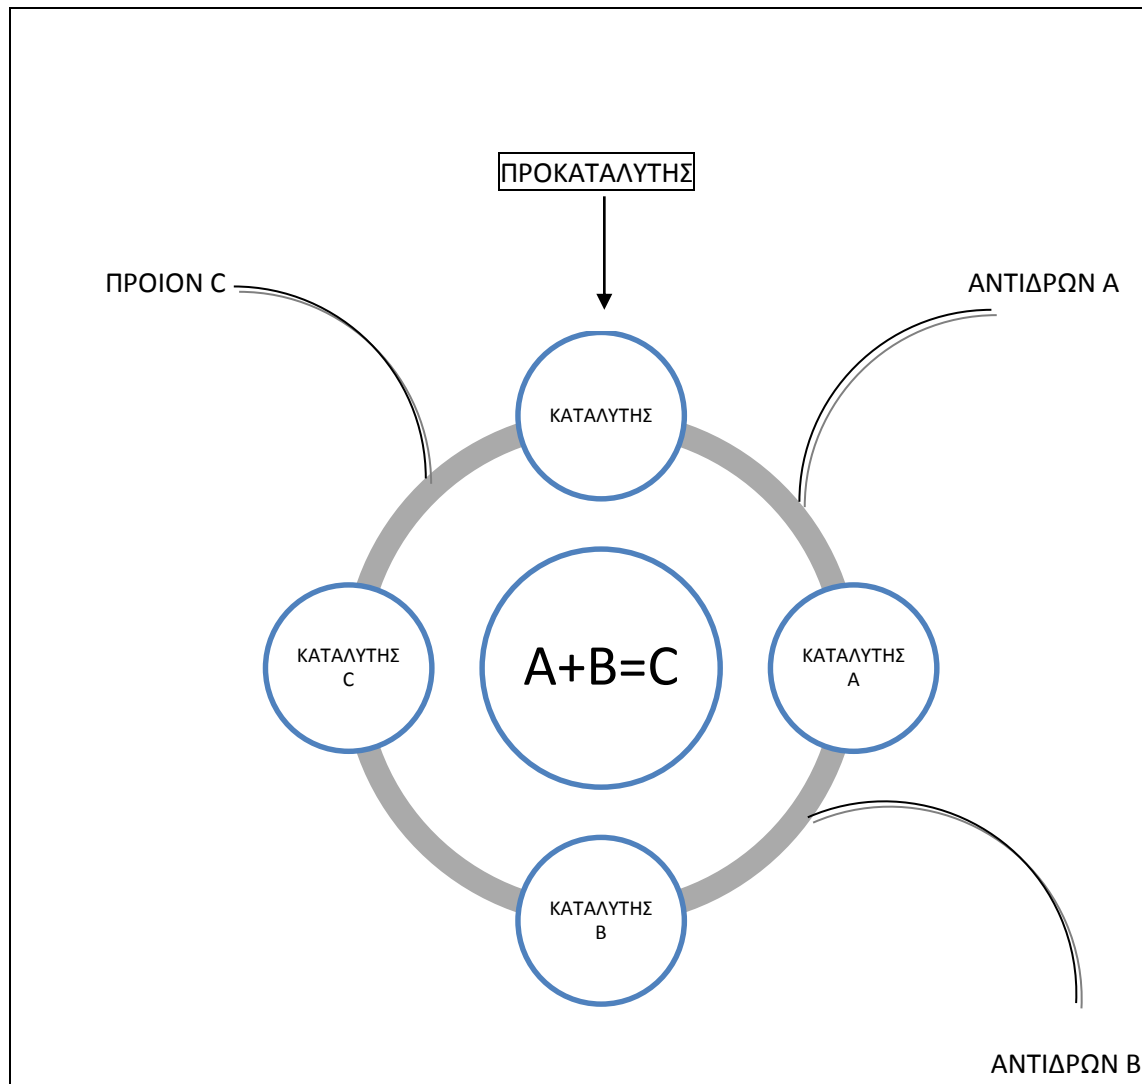 ΠΡΟΚΑΤΑΛΥΤΗΣ
ΠΡΟΙΟΝ C
ΑΝΤΙΔΡΩΝ Α
ΚΑΤΑΛΥΤΗΣ
ΚΑΤΑΛΥΤΗΣ
C
A+B=C
ΚΑΤΑΛΥΤΗΣ
Α
ΚΑΤΑΛΥΤΗΣ
Β
ΑΝΤΙΔΡΩΝ Β